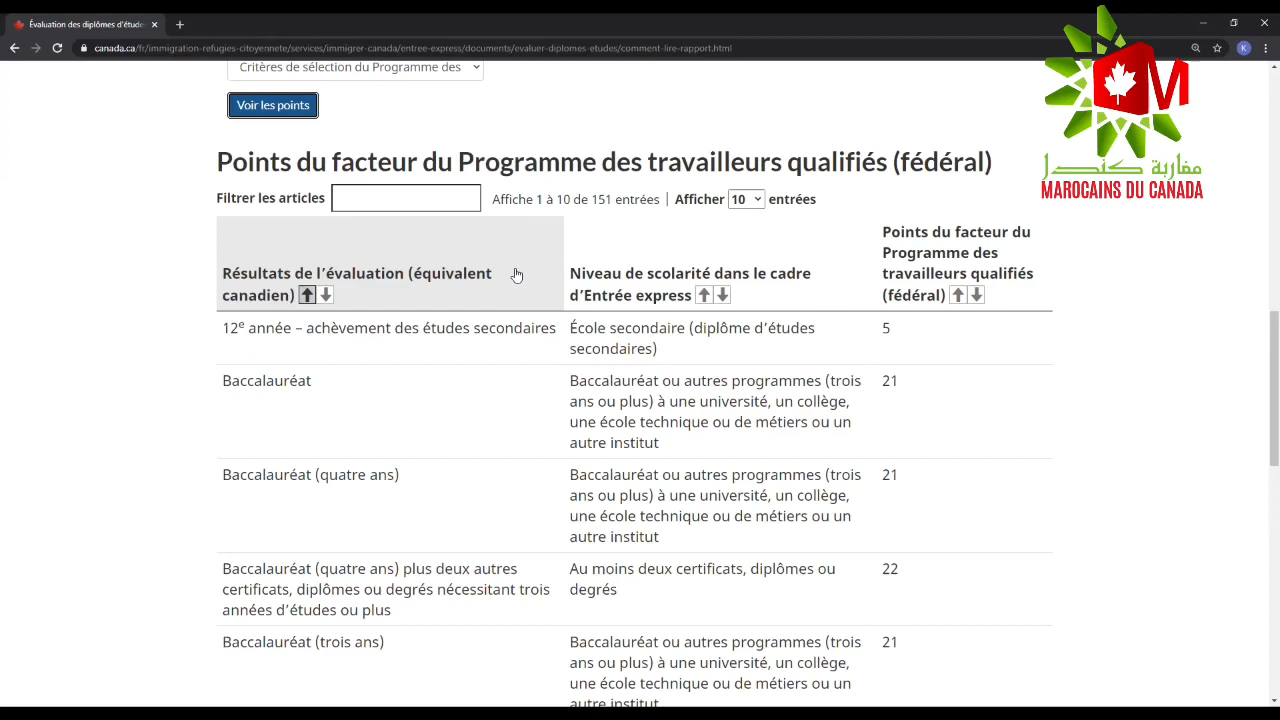 Évaluation des diplômes d'étude
canada.ca/fr/immigration-refugies-citoyennete/services/immigrer-canada/entree-express/documents/evaluer-diplomes-etudes/comment-lire-rapport.html
K
M
مغاربة كندا
MAROCAINS DU CANADA
Critères de sélection du Programme des
Voir les points
Points du facteur du Programme des travailleurs qualifiés (fédéral)
Filtrer les articles Affiche 1 à 10 de 151 entrées | Afficher 10 entrées
Résultats de l'évaluation (équivalent
canadien)
Niveau de scolarité dans le cadre
d'Entrée express
Points du facteur du
Programme des
travailleurs qualifiés
(fédéral)
12e année – achèvement des études secondaires
École secondaire (diplôme d'études
secondaires)
5
Baccalauréat
Baccalauréat ou autres programmes (trois
ans ou plus) à une université, un collège,
une école technique ou de métiers ou un
autre institut
21
Baccalauréat (quatre ans)
Baccalauréat ou autres programmes (trois
ans ou plus) à une université, un collège,
une école technique ou de métiers ou un
autre institut
21
Baccalauréat (quatre ans) plus deux autres
certificats, diplômes ou degrés nécessitant trois
années d'études ou plus
Au moins deux certificats, diplômes ou
degrés
22
Baccalauréat (trois ans)
Baccalauréat ou autres programmes (trois
ans ou plus) à une université, un collège,
une école technique ou de métiers ou un
autre institut
21